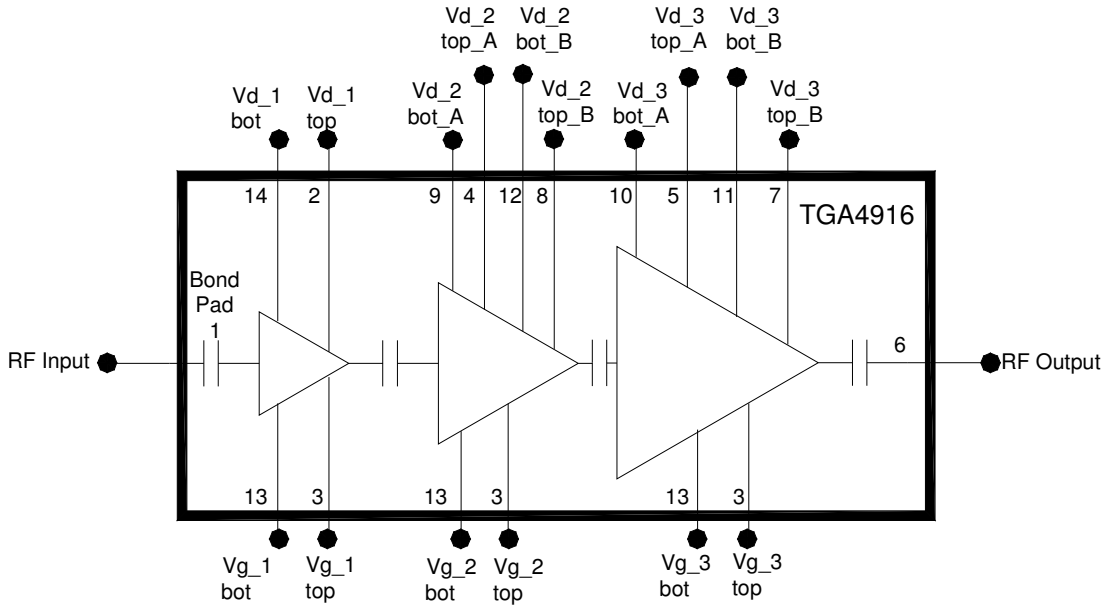 Vd_2
top_A
Vd_2
bot_B
Vd_3
top_A
Vd_3
bot_B
Vd_1
bot
Vd_1
top
Vd_2
bot_A
Vd_2
top_B
Vd_3
bot_A
Vd_3
top_B
14
2
9
4
12
8
10
5
11
7
TGA4916
Bond
Pad
1
RF Input
6
RF Output
13
3
13
3
13
3
Vg_1
bot
Vg_1
top
Vg_2
bot
Vg_2
top
Vg_3
bot
Vg_3
top